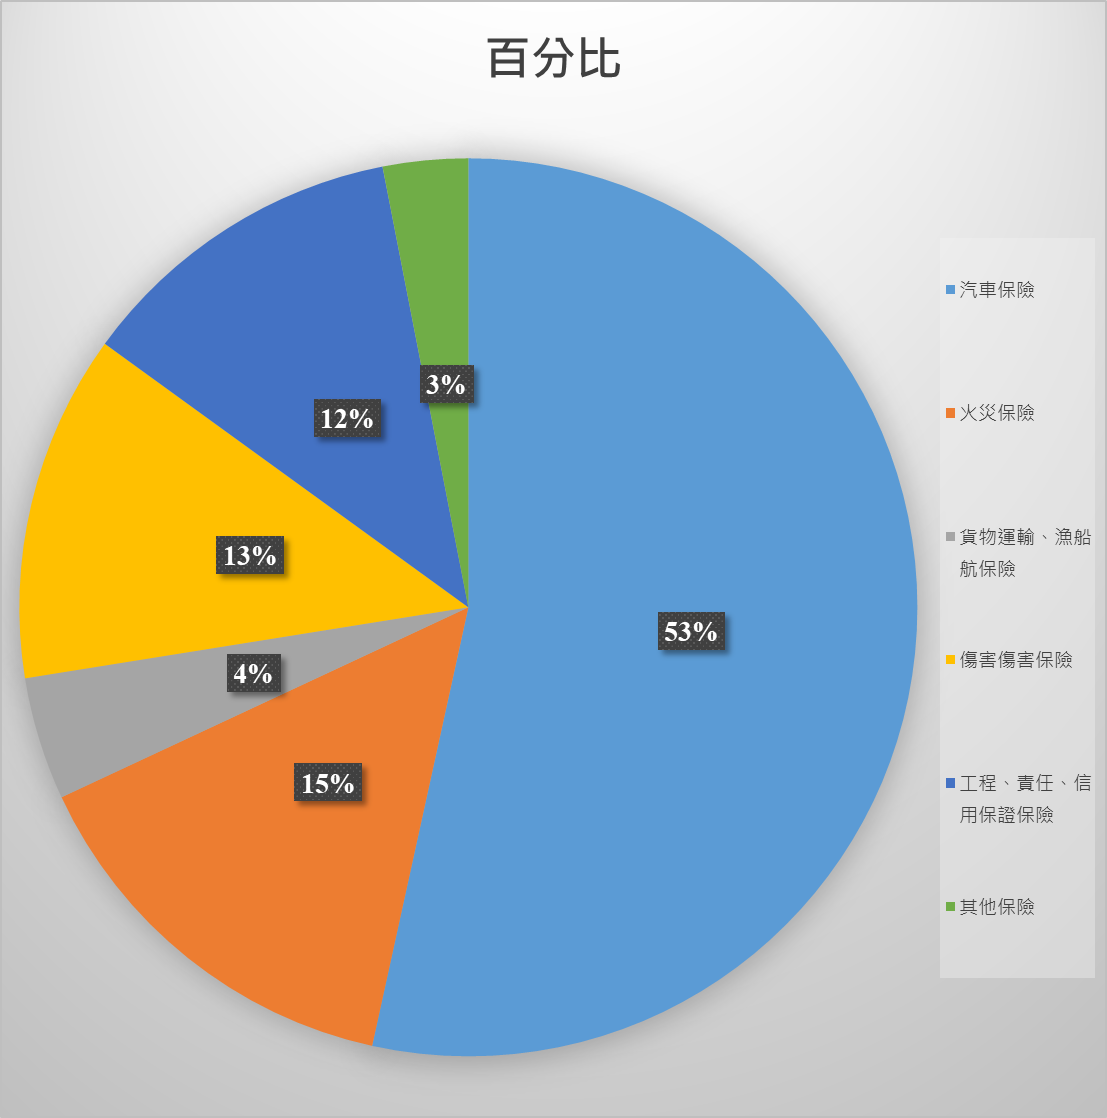 百分比
3%
12%
13%
53%
4%
15%
汽車保險
火災保險
貨物運輸、漁船
航保險
傷害傷害保險
工程、責任、信
用保證保險
其他保險